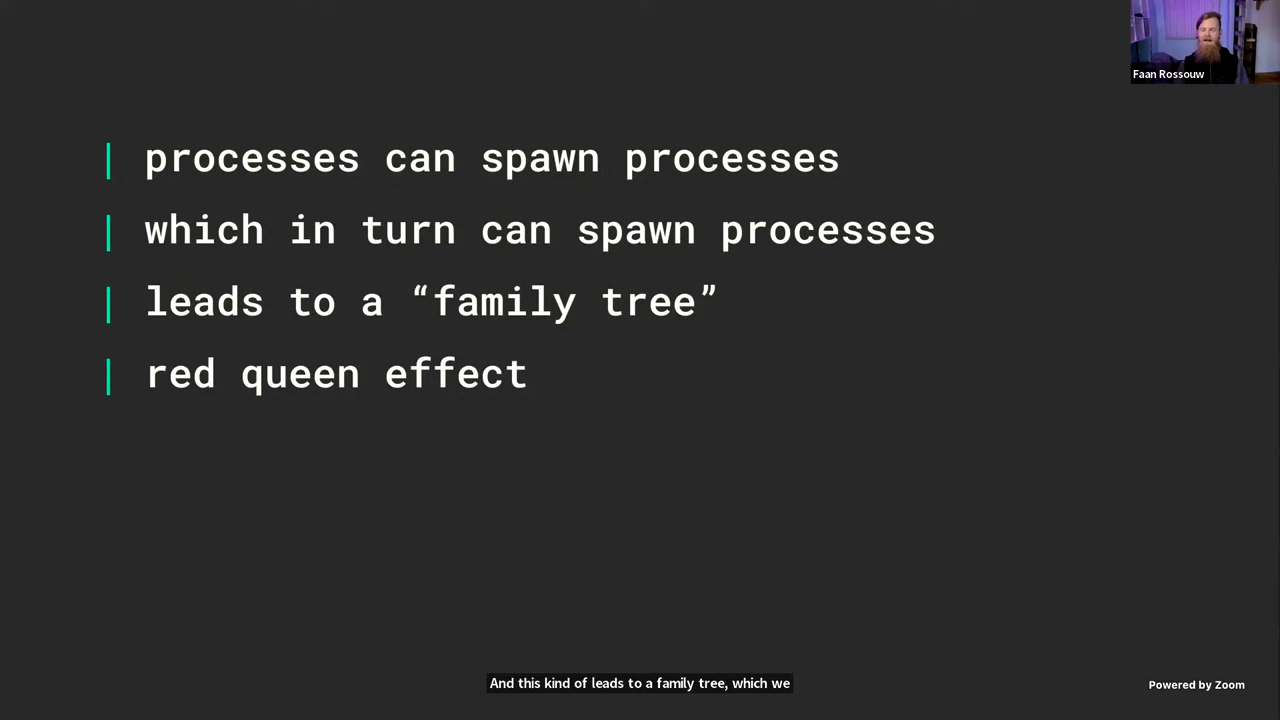 Faan Rossouw
| processes can spawn processes
| which in turn can spawn processes
| leads to a “family tree”
| red queen effect
And this kind of leads to a family tree, which we
Powered by Zoom